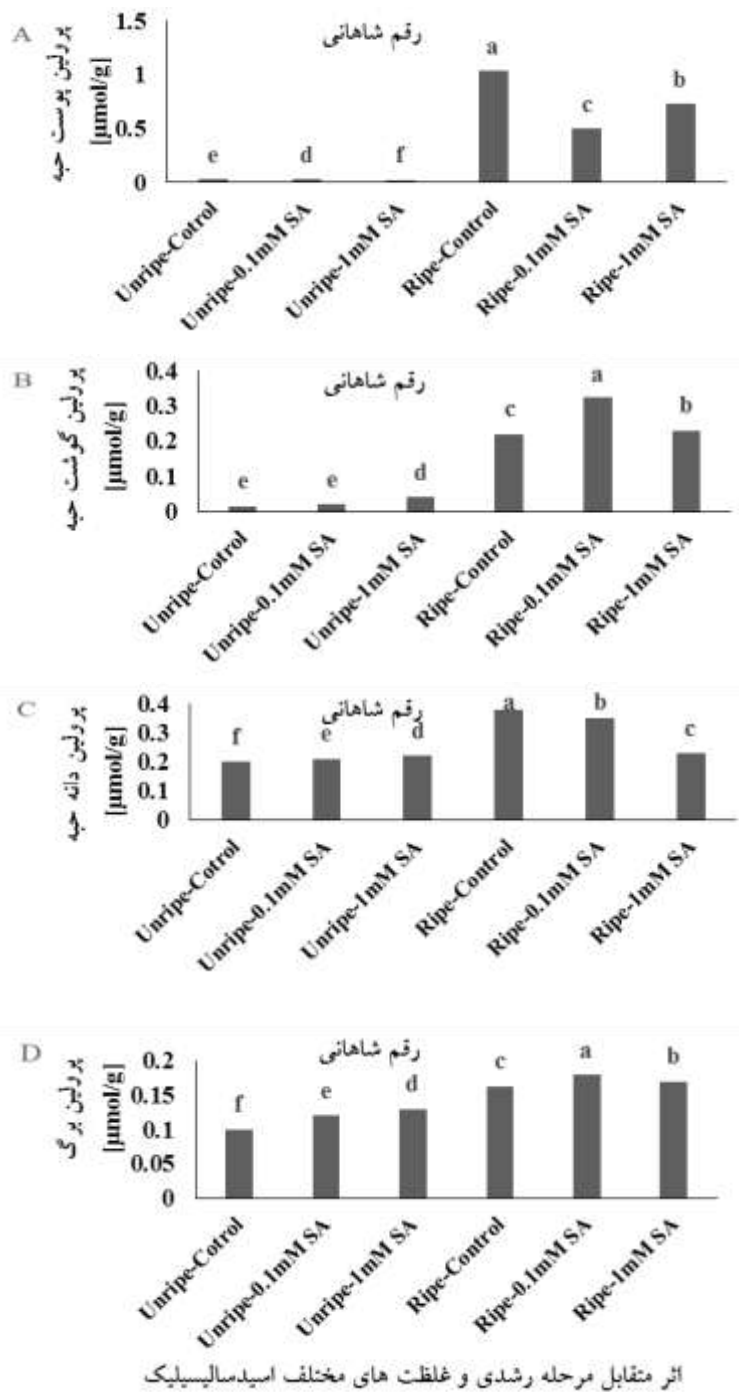 A
رقم شاهانی
پرولین پوست حبه
[µmol/g]
1.5
1
0.5
0
e
d
f
a
c
b
Unripe-Cotrol
Unripe-0.1mM SA
Unripe-1mM SA
Ripe-Control
Ripe-0.1mM SA
Ripe-1mM SA
B
رقم شاهانی
پرولین گوشت حبه
[µmol/g]
0.4
0.3
0.2
0.1
0
e
e
d
c
a
b
Unripe-Cotrol
Unripe-0.1mM SA
Unripe-1mM SA
Ripe-Control
Ripe-0.1mM SA
Ripe-1mM SA
C
رقم شاهانی
پرولین دانه حبه
[µmol/g]
0.4
0.3
0.2
0.1
0
f
e
d
a
b
c
Unripe-Cotrol
Unripe-0.1mM SA
Unripe-1mM SA
Ripe-Control
Ripe-0.1mM SA
Ripe-1mM SA
D
رقم شاهانی
پرولین برگ
[µmol/g]
0.2
0.15
0.1
0.05
0
f
e
d
c
a
b
Unripe-Cotrol
Unripe-0.1mM SA
Unripe-1mM SA
Ripe-Control
Ripe-0.1mM SA
Ripe-1mM SA
اثر متقابل مرحله رشدی و غلظت های مختلف اسیدسالیسیلیک